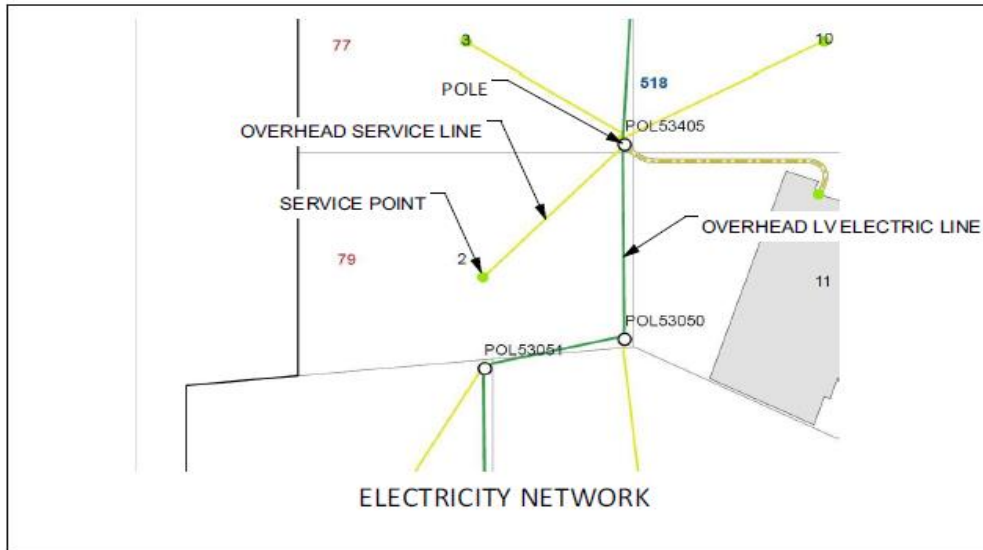 77
3
10
POLE
518
POL53405
OVERHEAD SERVICE LINE
SERVICE POINT
OVERHEAD LV ELECTRIC LINE
79
2
11
POL53050
POL53051
ELECTRICITY NETWORK